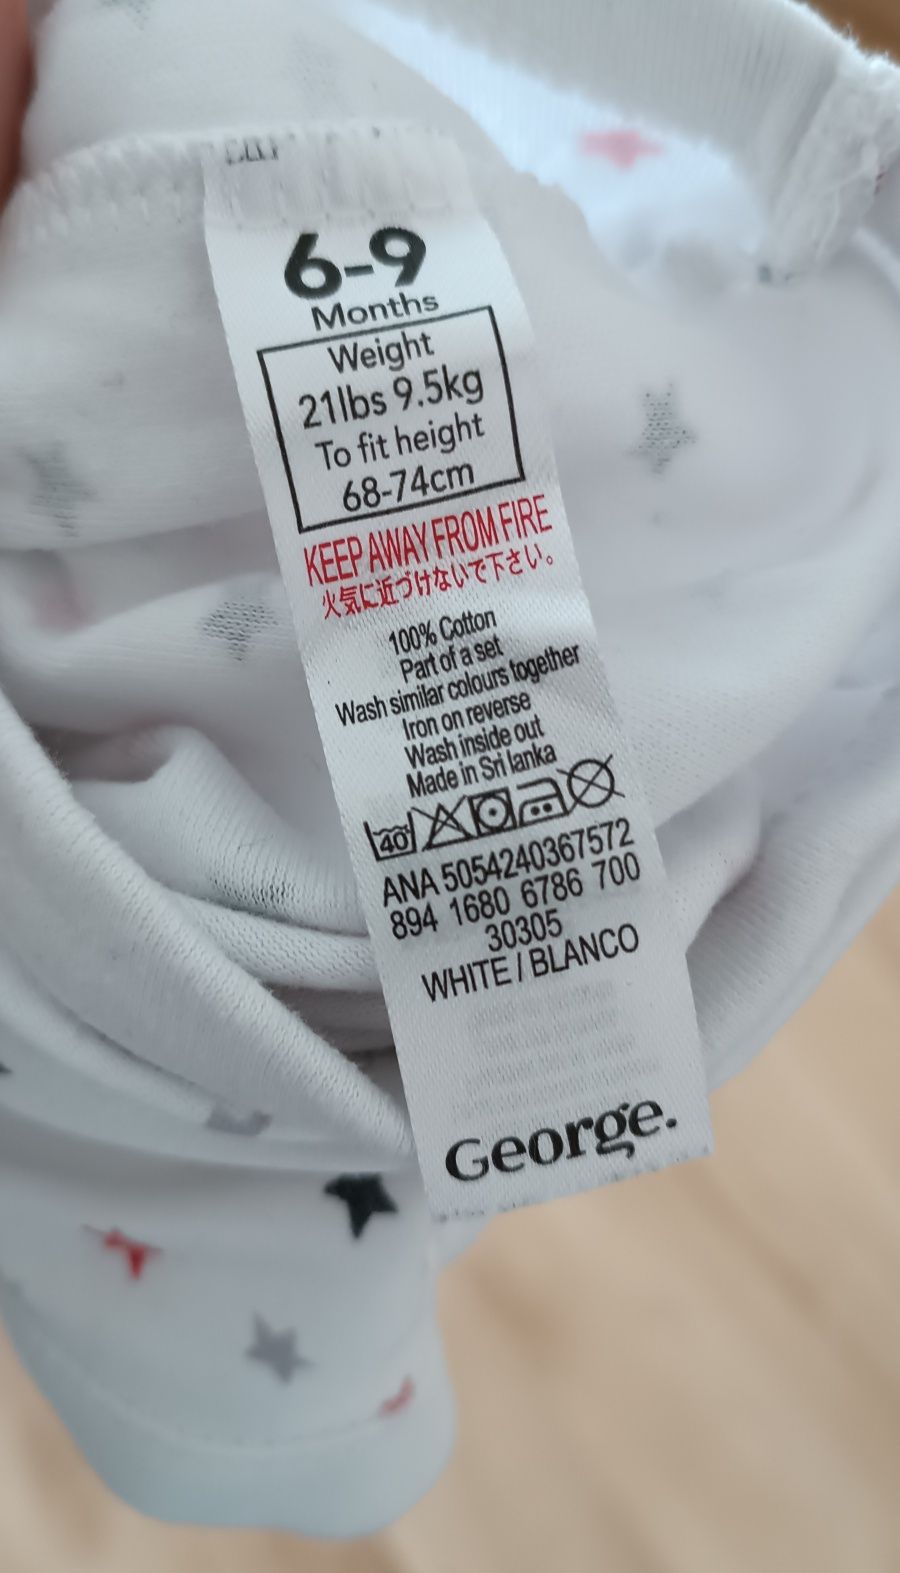 6-9
Months
Weight
21lbs 9.5kg
To fit height
68-74cm
KEEP AWAY FROM FIRE
火気に近づけないで下さい。
100% Cotton
Part of a set
Wash similar colours together
Iron on reverse
Wash inside out
Made in Sri lanka
40
ANA 5054240367572
894 1680 6786 700
30305
WHITE / BLANCO
George.